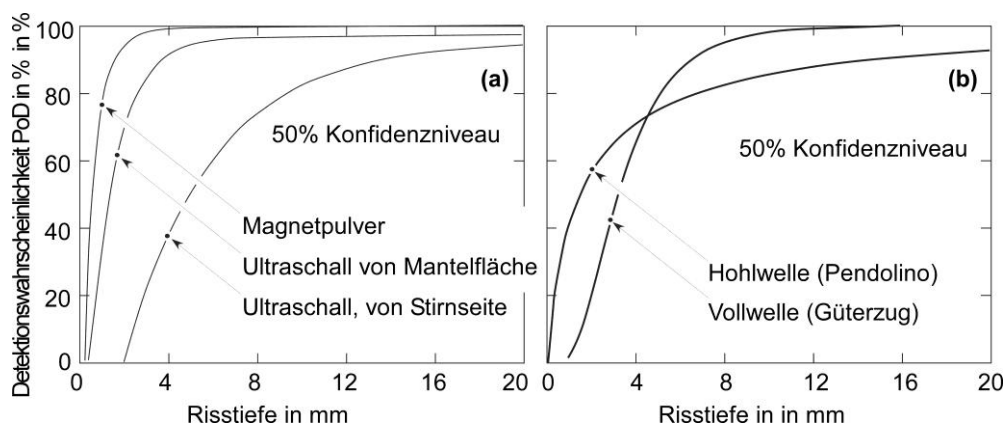 Detektionswahrscheinlichkeit PoD in % in %
100
80
60
40
20
0
(a)
50% Konfidenzniveau
Magnetpulver
Ultraschall von Mantelfläche
Ultraschall, von Stirnseite
0 4 8 12 16 20
Risstiefe in mm
(b)
50% Konfidenzniveau
Hohlwelle (Pendolino)
Vollwelle (Güterzug)
0 4 8 12 16 20
Risstiefe in in mm